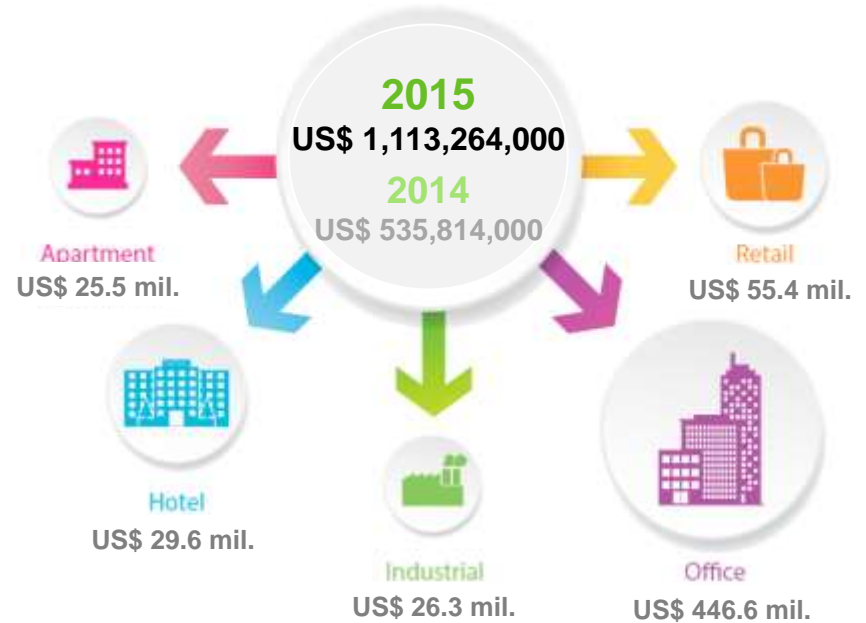 2015
US$ 1,113,264,000
2014
US$ 535,814,000
Apartment
US$ 25.5 mil.
Retail
US$ 55.4 mil.
Hotel
US$ 29.6 mil.
Industrial
US$ 26.3 mil.
Office
US$ 446.6 mil.